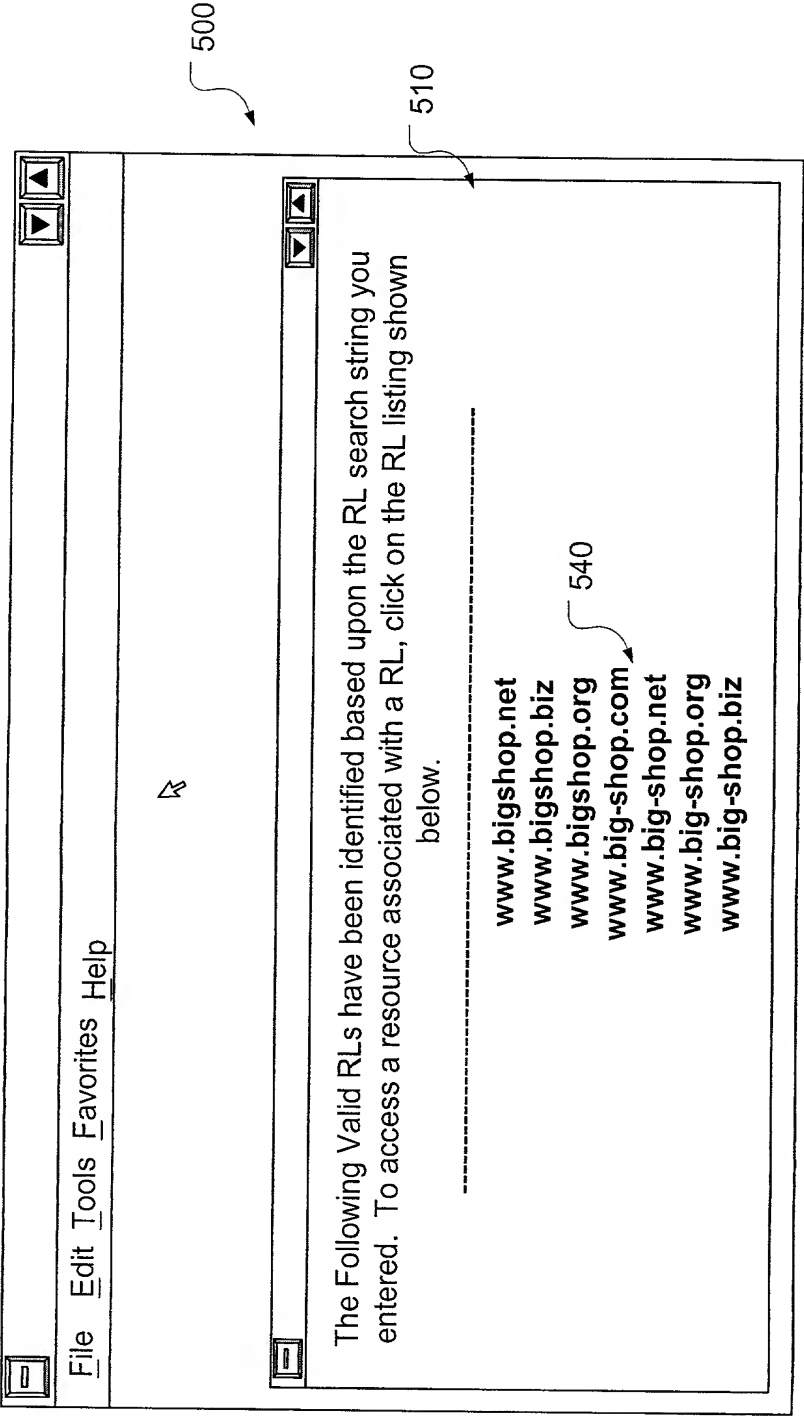 500
File Edit Tools Favorites Help
510
The Following Valid RLs have been identified based upon the RL search string you
entered. To access a resource associated with a RL, click on the RL listing shown
below.
www.bigshop.net
www.bigshop.biz
www.bigshop.org
540
www.big-shop.com
www.big-shop.net
www.big-shop.org
www.big-shop.biz